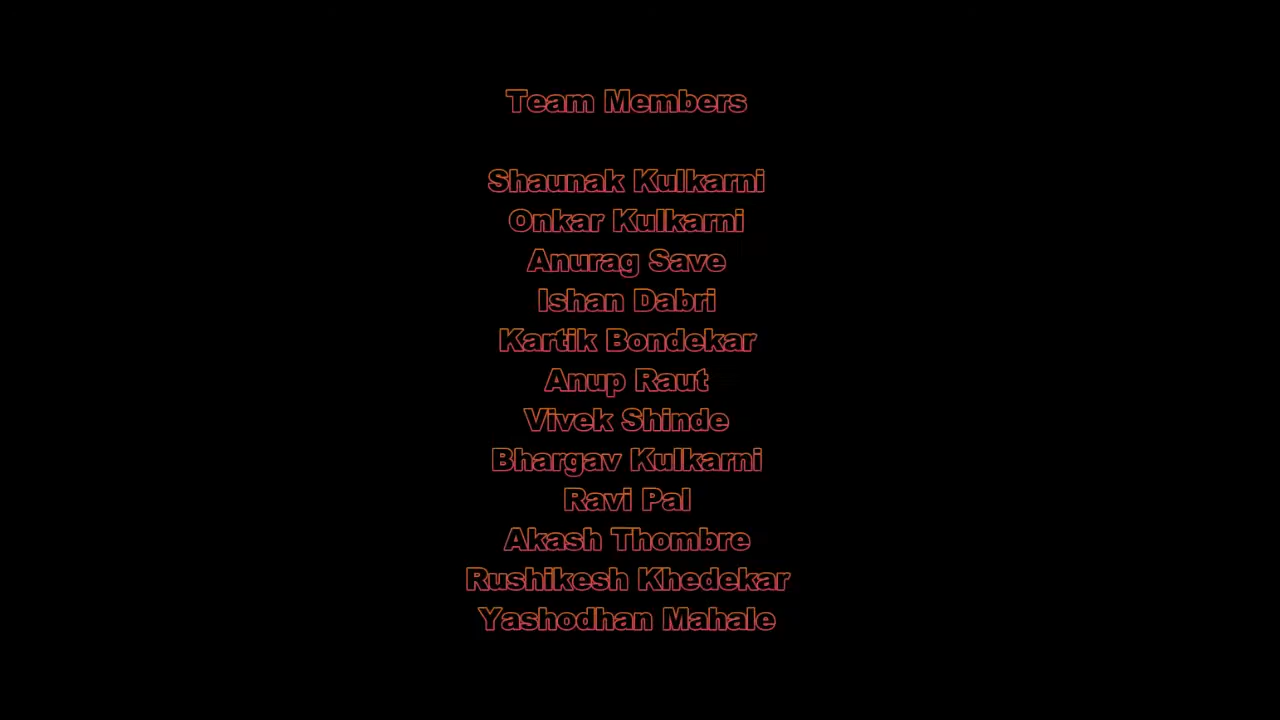 Team Members
Shaunak Kulkarni
Onkar Kulkarni
Anurag Save
Ishan Dabri
Kartik Bondekar
Anup Raut
Vivek Shinde
Bhargav Kulkarni
Ravi Pal
Akash Thombre
Rushikesh Khedekar
Yashodhan Mahale